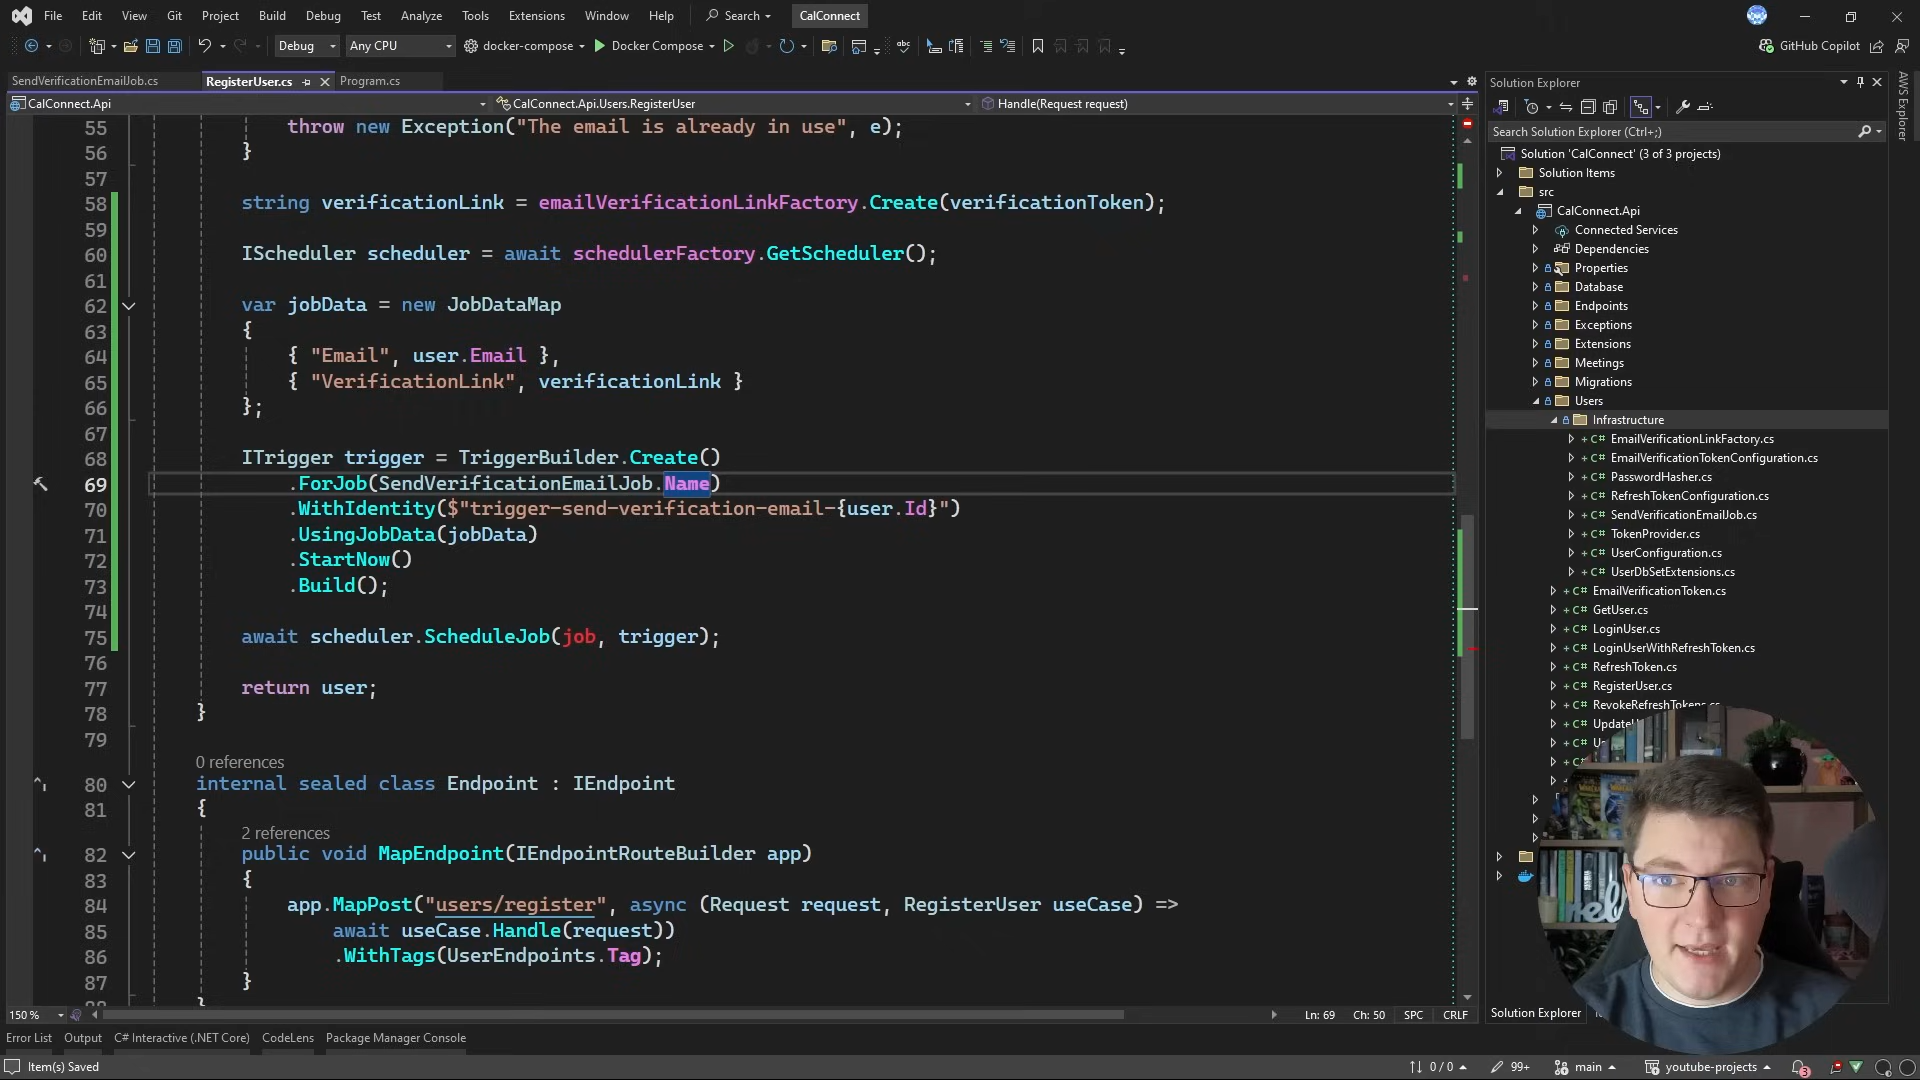 File Edit View Git Project Build Debug Test Analyze Tools Extensions Window Help Search CalConnect
Debug Any CPU docker-compose Docker Compose GitHub Copilot
SendVerificationEmailJob.cs RegisterUser.cs Program.cs
CalConnect.Api CalConnect.Api.Users.RegisterUser Handle(Request request)
55 throw new Exception("The email is already in use", e);
56 }
57
58 string verificationLink = emailVerificationLinkFactory.Create(verificationToken);
59
60 IScheduler scheduler = await schedulerFactory.GetScheduler();
61
62 var jobData = new JobDataMap
63 {
64 { "Email", user.Email },
65 { "VerificationLink", verificationLink }
66 };
67
68 ITrigger trigger = TriggerBuilder.Create()
69 .ForJob(SendVerificationEmailJob.Name)
70 .WithIdentity($"trigger-send-verification-email-{user.Id}")
71 .UsingJobData(jobData)
72 .StartNow()
73 .Build();
74
75 await scheduler.ScheduleJob(job, trigger);
76
77 return user;
78 }
79
0 references
80 internal sealed class Endpoint : IEndpoint
81 {
2 references
82 public void MapEndpoint(IEndpointRouteBuilder app)
83 {
84 app.MapPost("users/register", async (Request request, RegisterUser useCase) =>
85 await useCase.Handle(request))
86 .WithTags(UserEndpoints.Tag);
87 }
150 % Ln: 69 Ch: 50 SPC CRLF
Error List Output C# Interactive (.NET Core) CodeLens Package Manager Console
Item(s) Saved 0 / 0 99+ main youtube-projects 3
Solution Explorer
Search Solution Explorer (Ctrl+;)
Solution 'CalConnect' (3 of 3 projects)
Solution Items
src
CalConnect.Api
Connected Services
Dependencies
Properties
Database
Endpoints
Exceptions
Extensions
Meetings
Migrations
Users
Infrastructure
C# EmailVerificationLinkFactory.cs
C# EmailVerificationTokenConfiguration.cs
C# PasswordHasher.cs
C# RefreshTokenConfiguration.cs
C# SendVerificationEmailJob.cs
C# TokenProvider.cs
C# UserConfiguration.cs
C# UserDbSetExtensions.cs
C# EmailVerificationToken.cs
C# GetUser.cs
C# LoginUser.cs
C# LoginUserWithRefreshToken.cs
C# RefreshToken.cs
C# RegisterUser.cs
C# RevokeRefreshTokens.cs
C#
C#
C#
C#
Solution Explorer
AWS Explorer